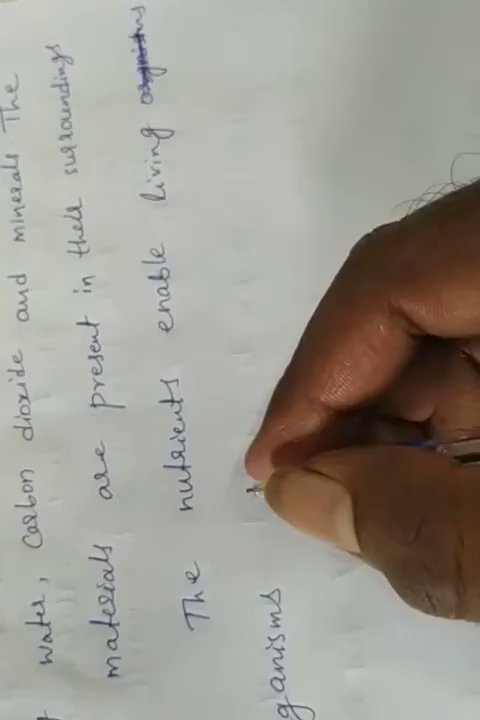 water, carbon dioxide and minerals. The
materials are present in their surroundings
The nutrients enable living
ganisms